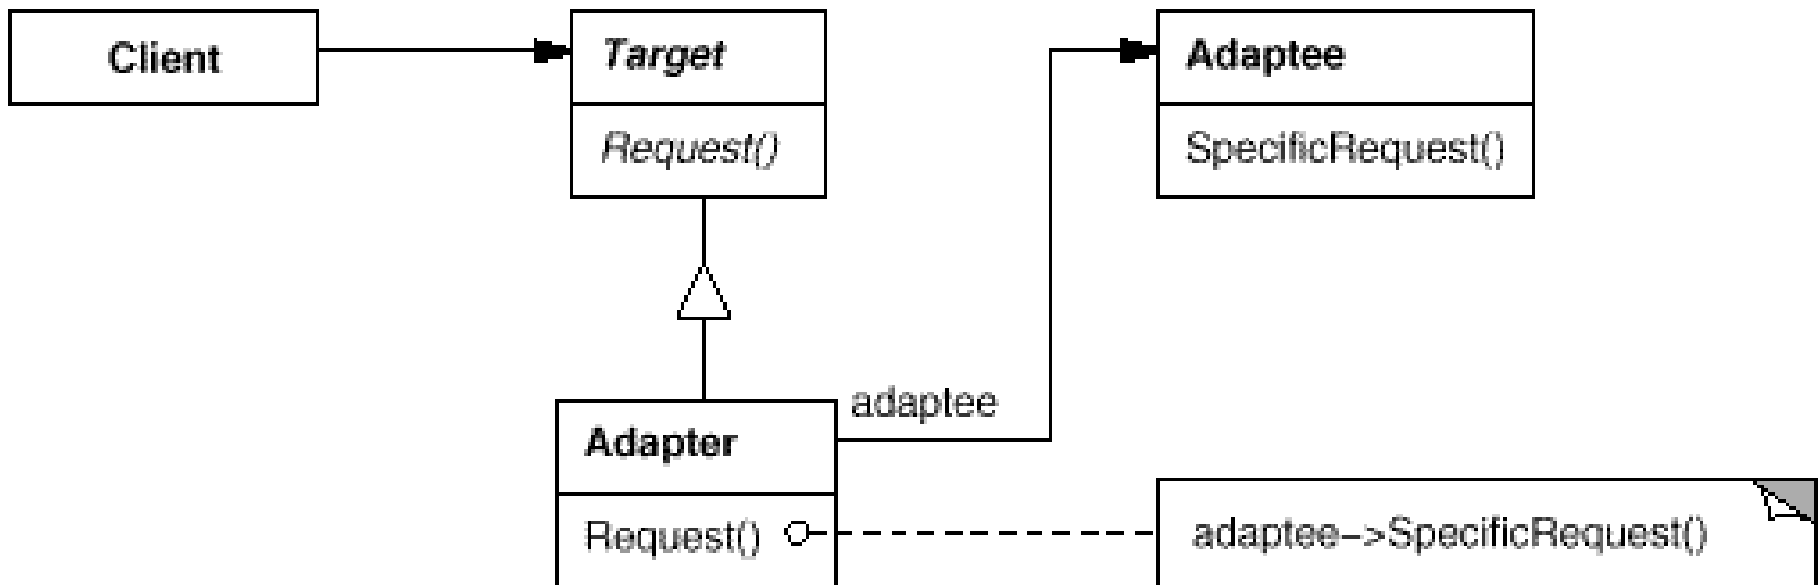 Client
Target
Request()
Adaptee
SpecificRequest()
adaptee
Adapter
Request()
adaptee–>SpecificRequest()